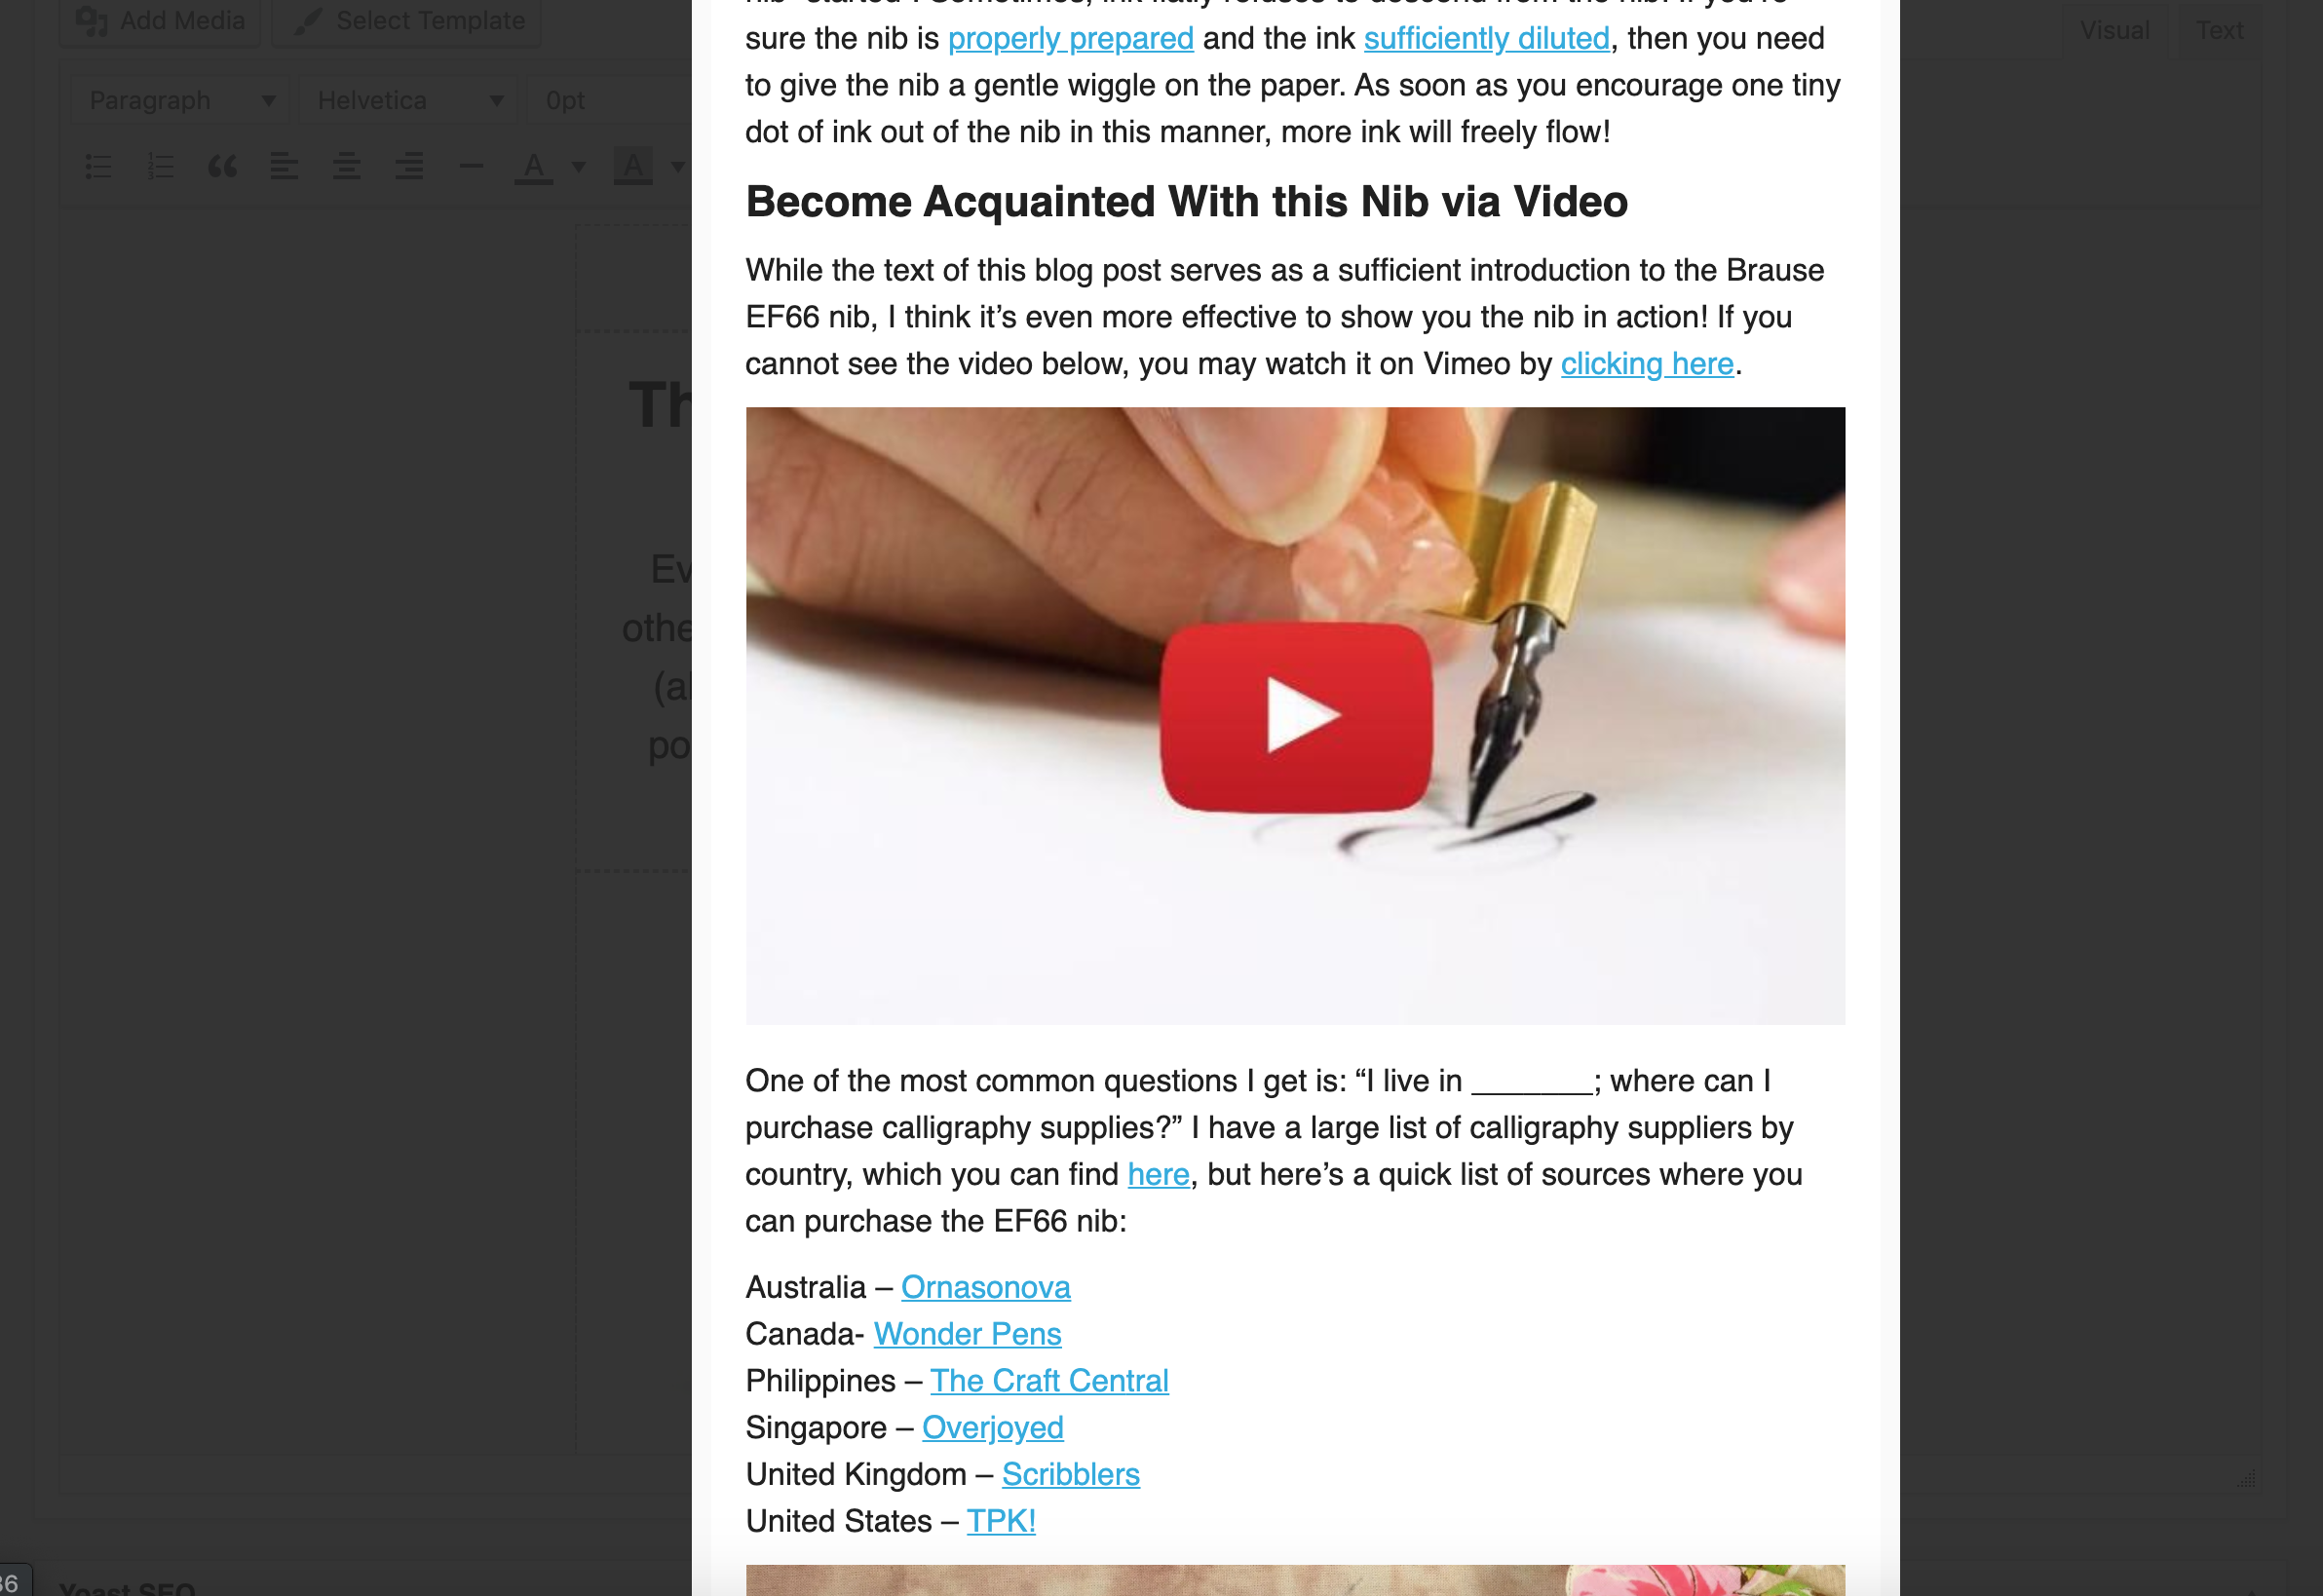 Add Media
Select Template
Visual
Text
Paragraph
Helvetica
0pt
Th
Ev
othe
(al
po
sure the nib is properly prepared and the ink sufficiently diluted, then you need
to give the nib a gentle wiggle on the paper. As soon as you encourage one tiny
dot of ink out of the nib in this manner, more ink will freely flow!
Become Acquainted With this Nib via Video
While the text of this blog post serves as a sufficient introduction to the Brause
EF66 nib, I think it’s even more effective to show you the nib in action! If you
cannot see the video below, you may watch it on Vimeo by clicking here.
One of the most common questions I get is: “I live in _______; where can I
purchase calligraphy supplies?” I have a large list of calligraphy suppliers by
country, which you can find here, but here’s a quick list of sources where you
can purchase the EF66 nib:
Australia – Ornasonova
Canada- Wonder Pens
Philippines – The Craft Central
Singapore – Overjoyed
United Kingdom – Scribblers
United States – TPK!
36
Yoast SEO